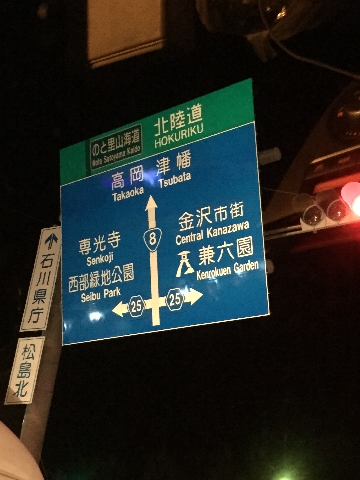 のと里山海道
Noto Satoyama Kaido
北陸道
HOKURIKU
高岡 津幡
Takaoka Tsubata
8
専光寺
Senkoji
西部緑地公園
Seibu Park
金沢市街
Central Kanazawa
兼六園
Kenrokuen Garden
25 25
石川県庁
松島北